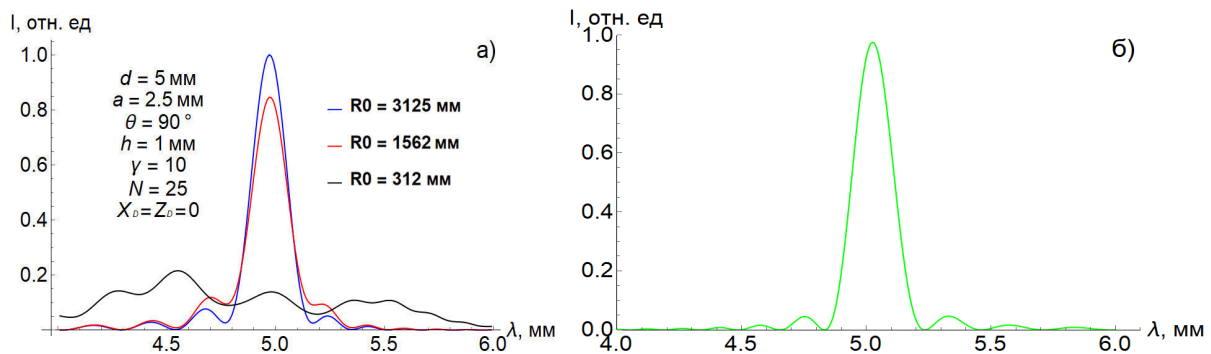 I, отн. ед
а)
1.0
0.8
0.6
0.4
0.2
d = 5 мм
a = 2.5 мм
θ = 90 °
h = 1 мм
γ = 10
N = 25
X_D = Z_D = 0
R0 = 3125 мм
R0 = 1562 мм
R0 = 312 мм
4.5 5.0 5.5 6.0 λ, мм
I, отн. ед
б)
1.0
0.8
0.6
0.4
0.2
0.0
4.0 4.5 5.0 5.5 6.0 λ, мм